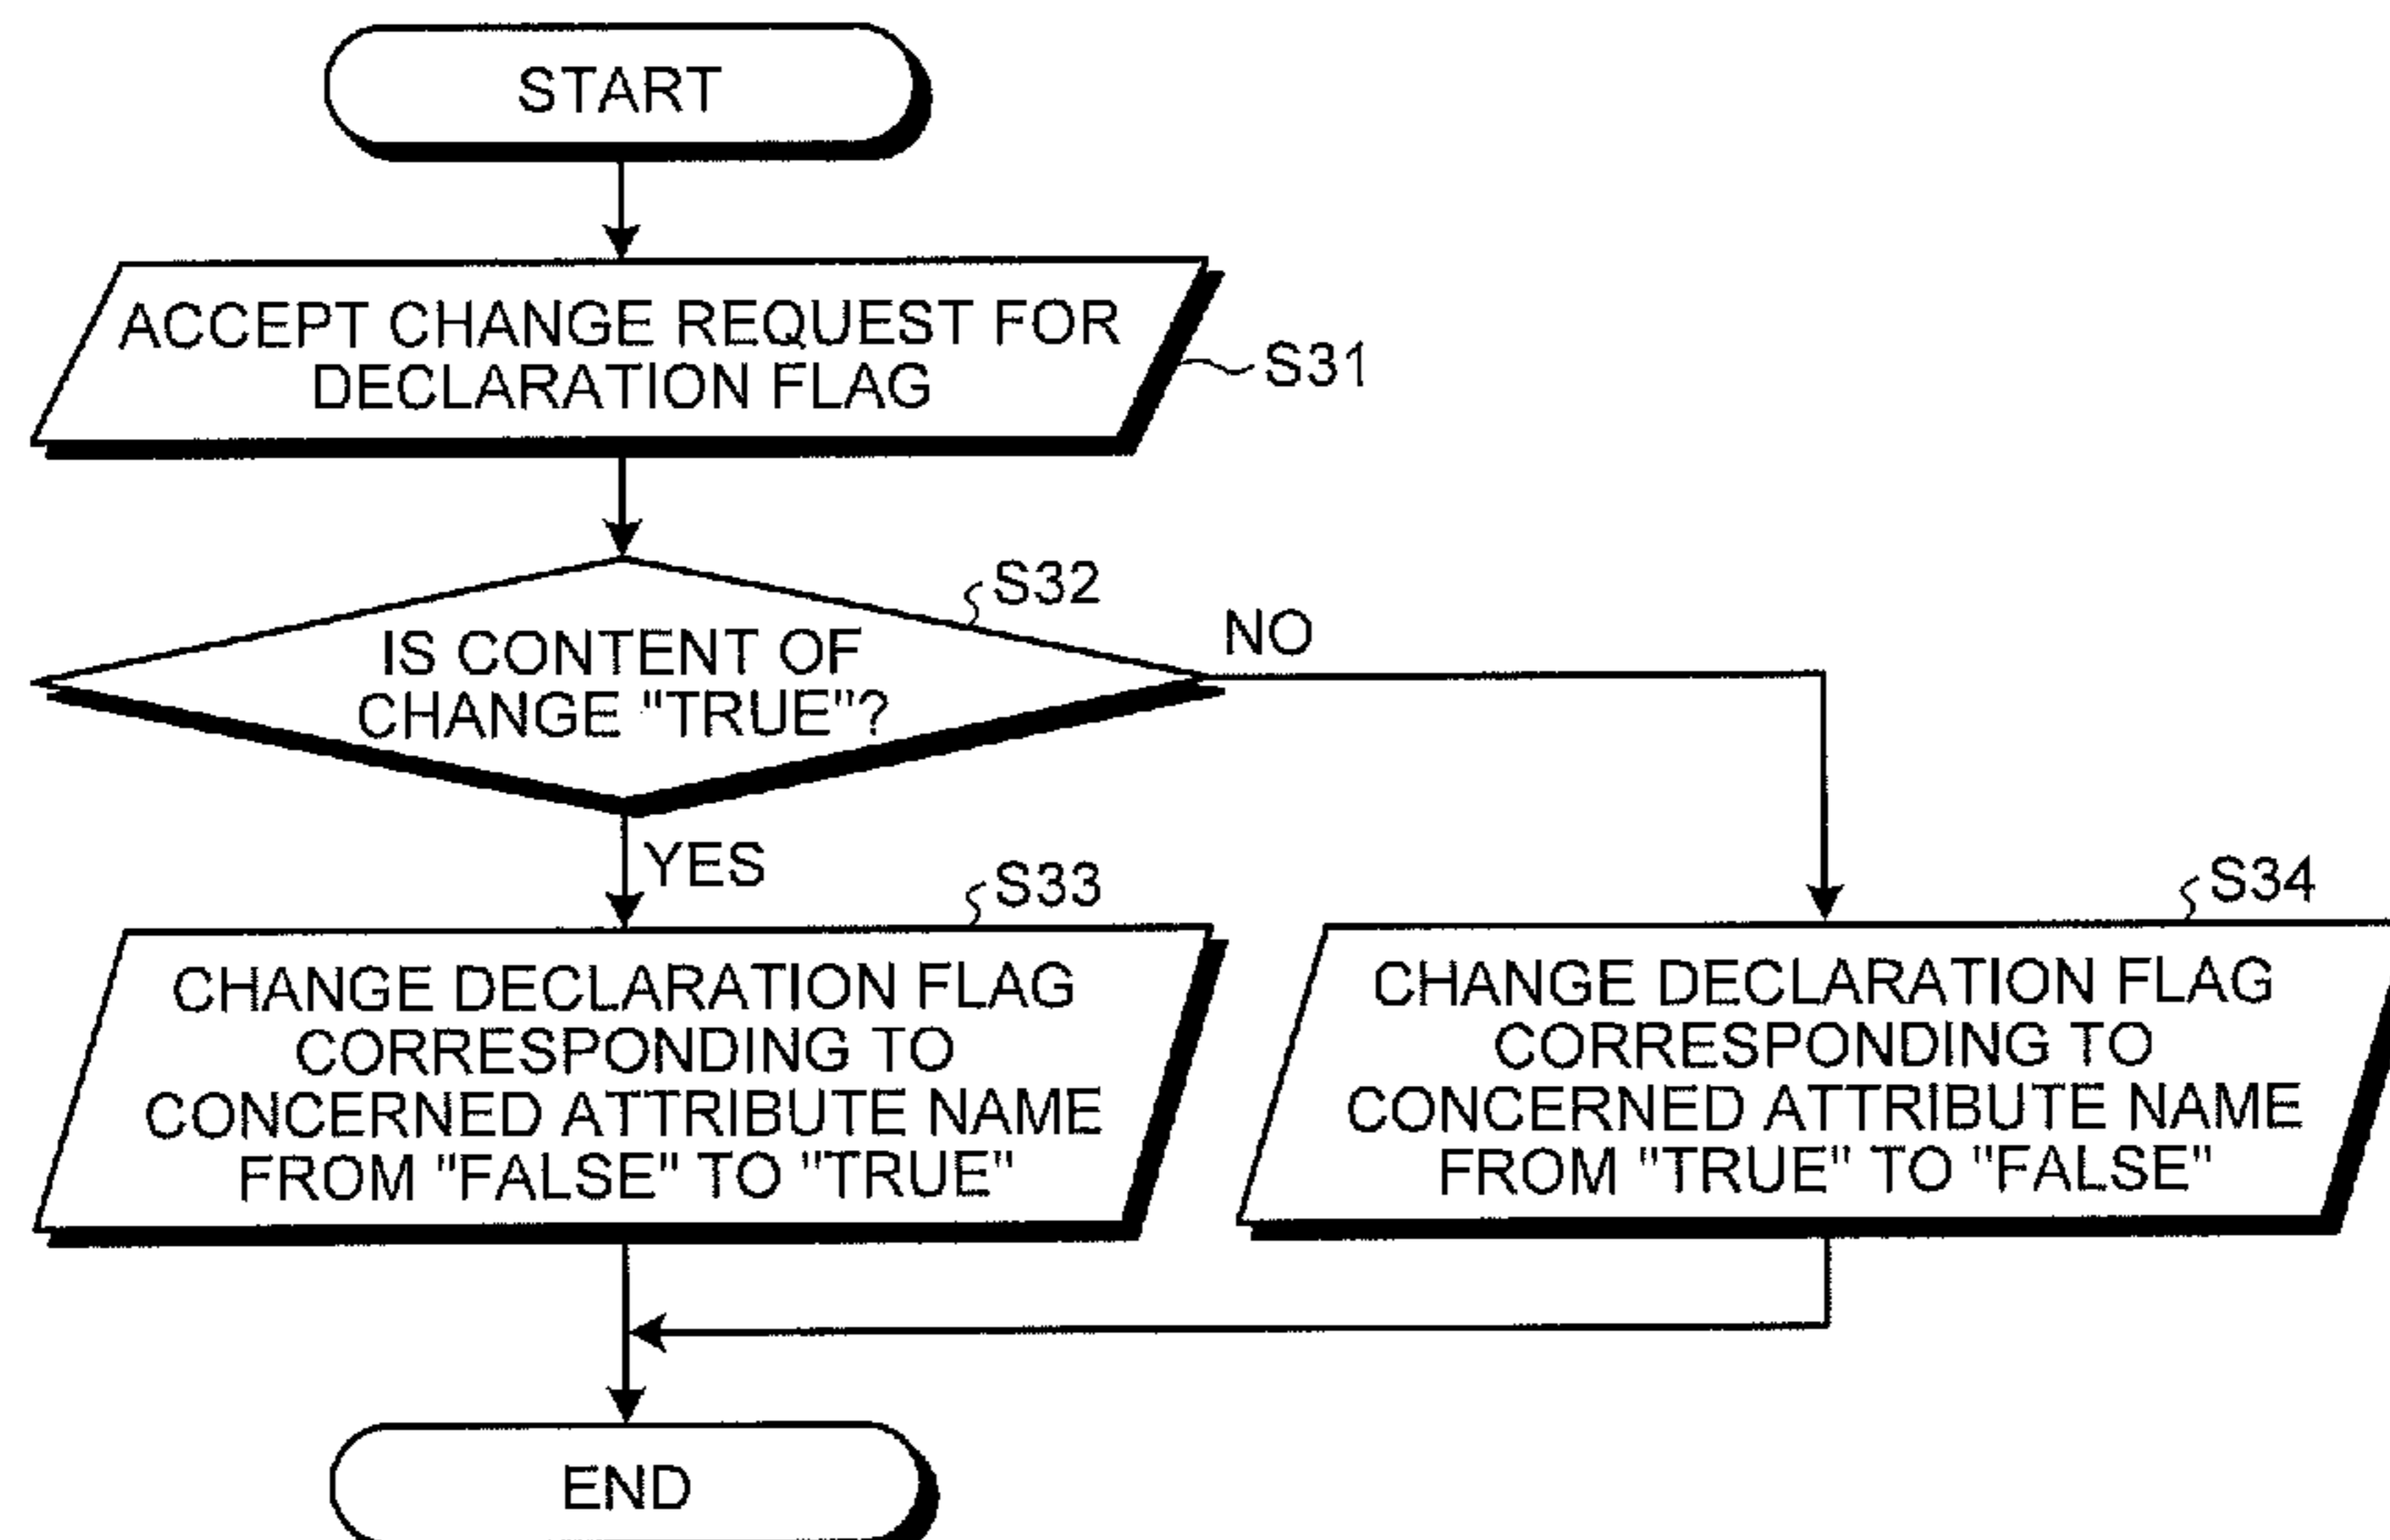 START
ACCEPT CHANGE REQUEST FOR
DECLARATION FLAG
S31
S32
IS CONTENT OF
CHANGE "TRUE"?
NO
YES
S33
CHANGE DECLARATION FLAG
CORRESPONDING TO
CONCERNED ATTRIBUTE NAME
FROM "FALSE" TO "TRUE"
S34
CHANGE DECLARATION FLAG
CORRESPONDING TO
CONCERNED ATTRIBUTE NAME
FROM "TRUE" TO "FALSE"
END